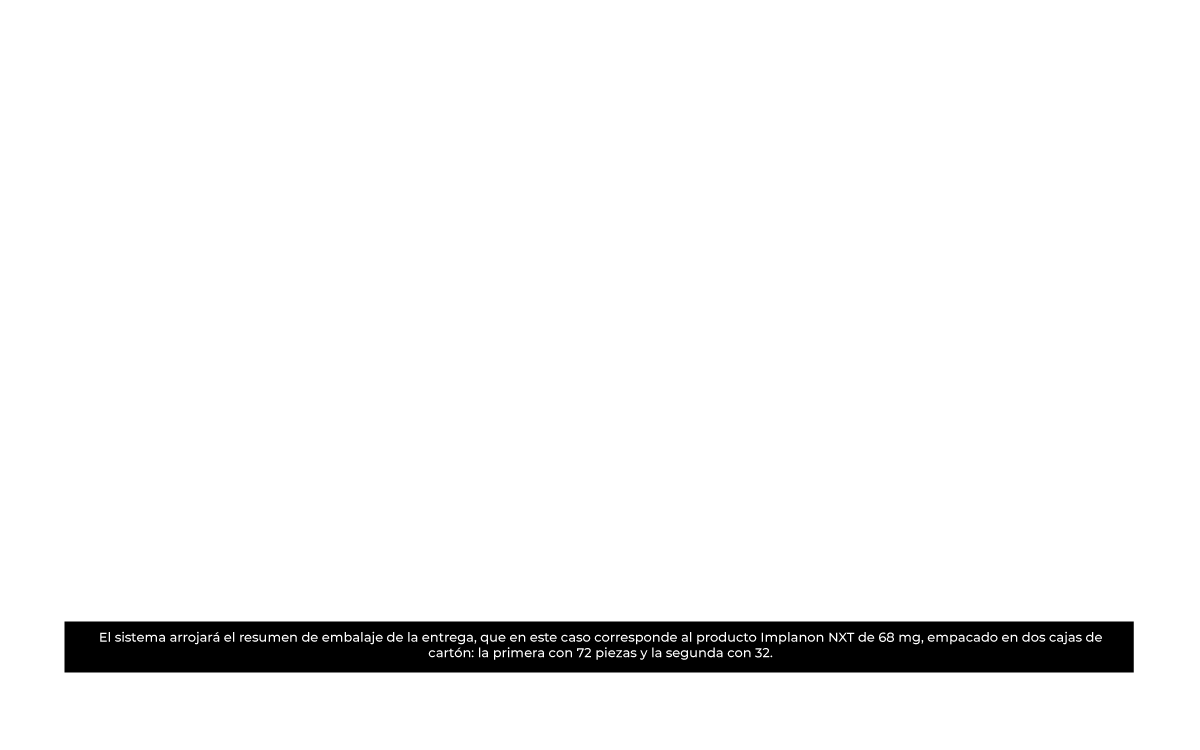 El sistema arrojará el resumen de embalaje de la entrega, que en este caso corresponde al producto Implanon NXT de 68 mg, empacado en dos cajas de
cartón: la primera con 72 piezas y la segunda con 32.